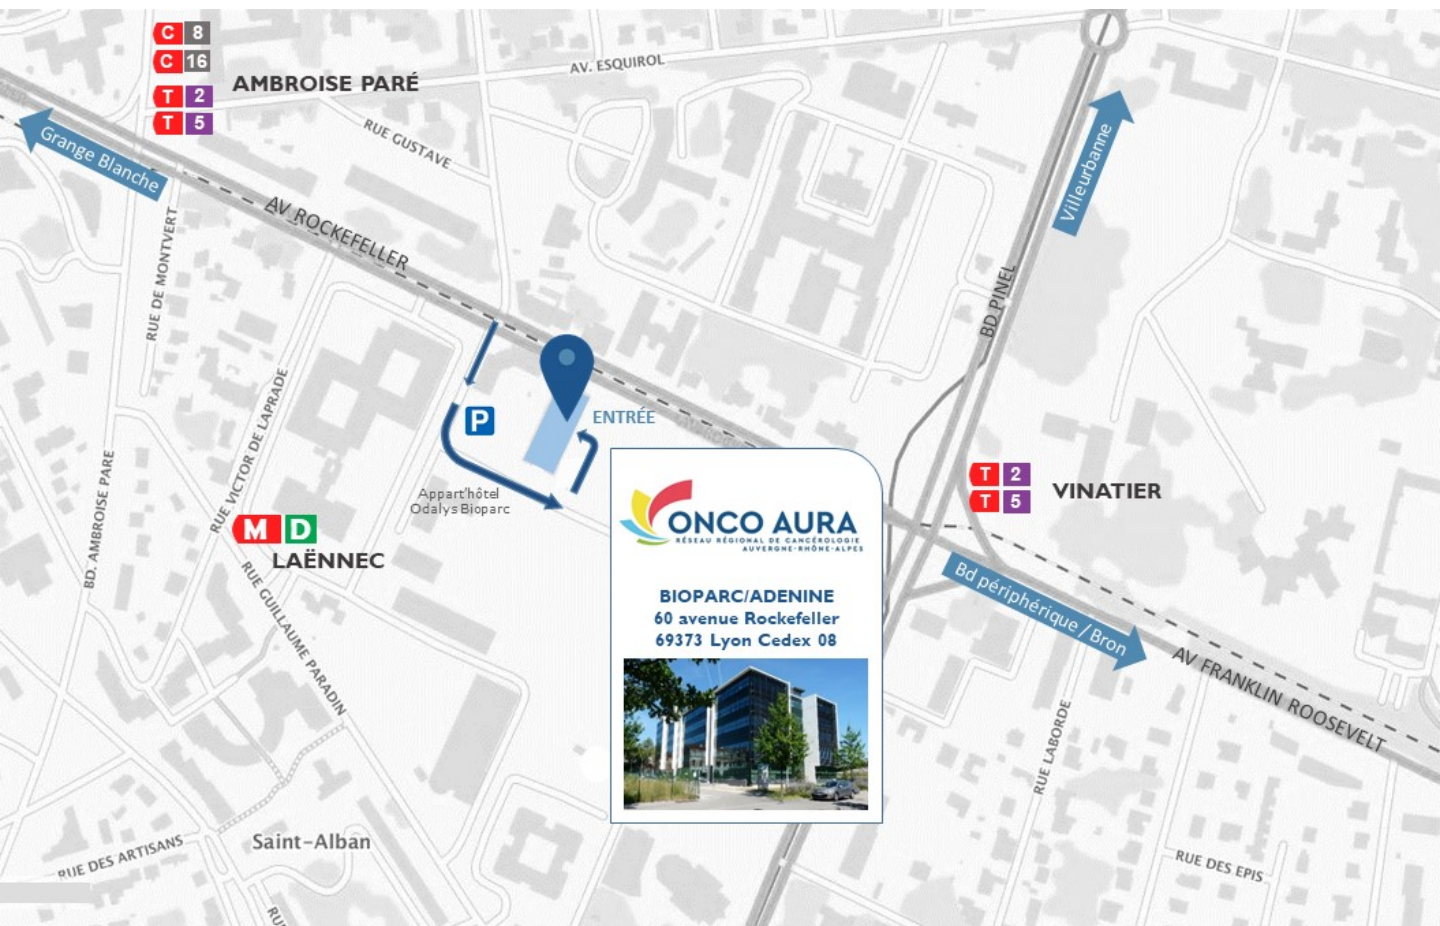 C 8
C 16
T 2
T 5
AMBROISE PARÉ
AV. ESQUIROL
RUE GUSTAVE
Grange Blanche
Villeurbanne
AV ROCKEFELLER
RUE DE MONTVERT
BD PINEL
RUE VICTOR DE LAPRADE
P
ENTRÉE
BD. AMBROISE PARE
Appart'hôtel
Odalys Bioparc
M D
LAËNNEC
T 2
T 5
VINATIER
ONCO AURA
RÉSEAU RÉGIONAL DE CANCÉROLOGIE
AUVERGNE-RHÔNE-ALPES
BIOPARC/ADENINE
60 avenue Rockefeller
69373 Lyon Cedex 08
RUE GUILLAUME PARADIN
Bd périphérique / Bron
AV FRANKLIN ROOSEVELT
RUE LABORDE
Saint-Alban
RUE DES ARTISANS
RUE DES EPIS
RU